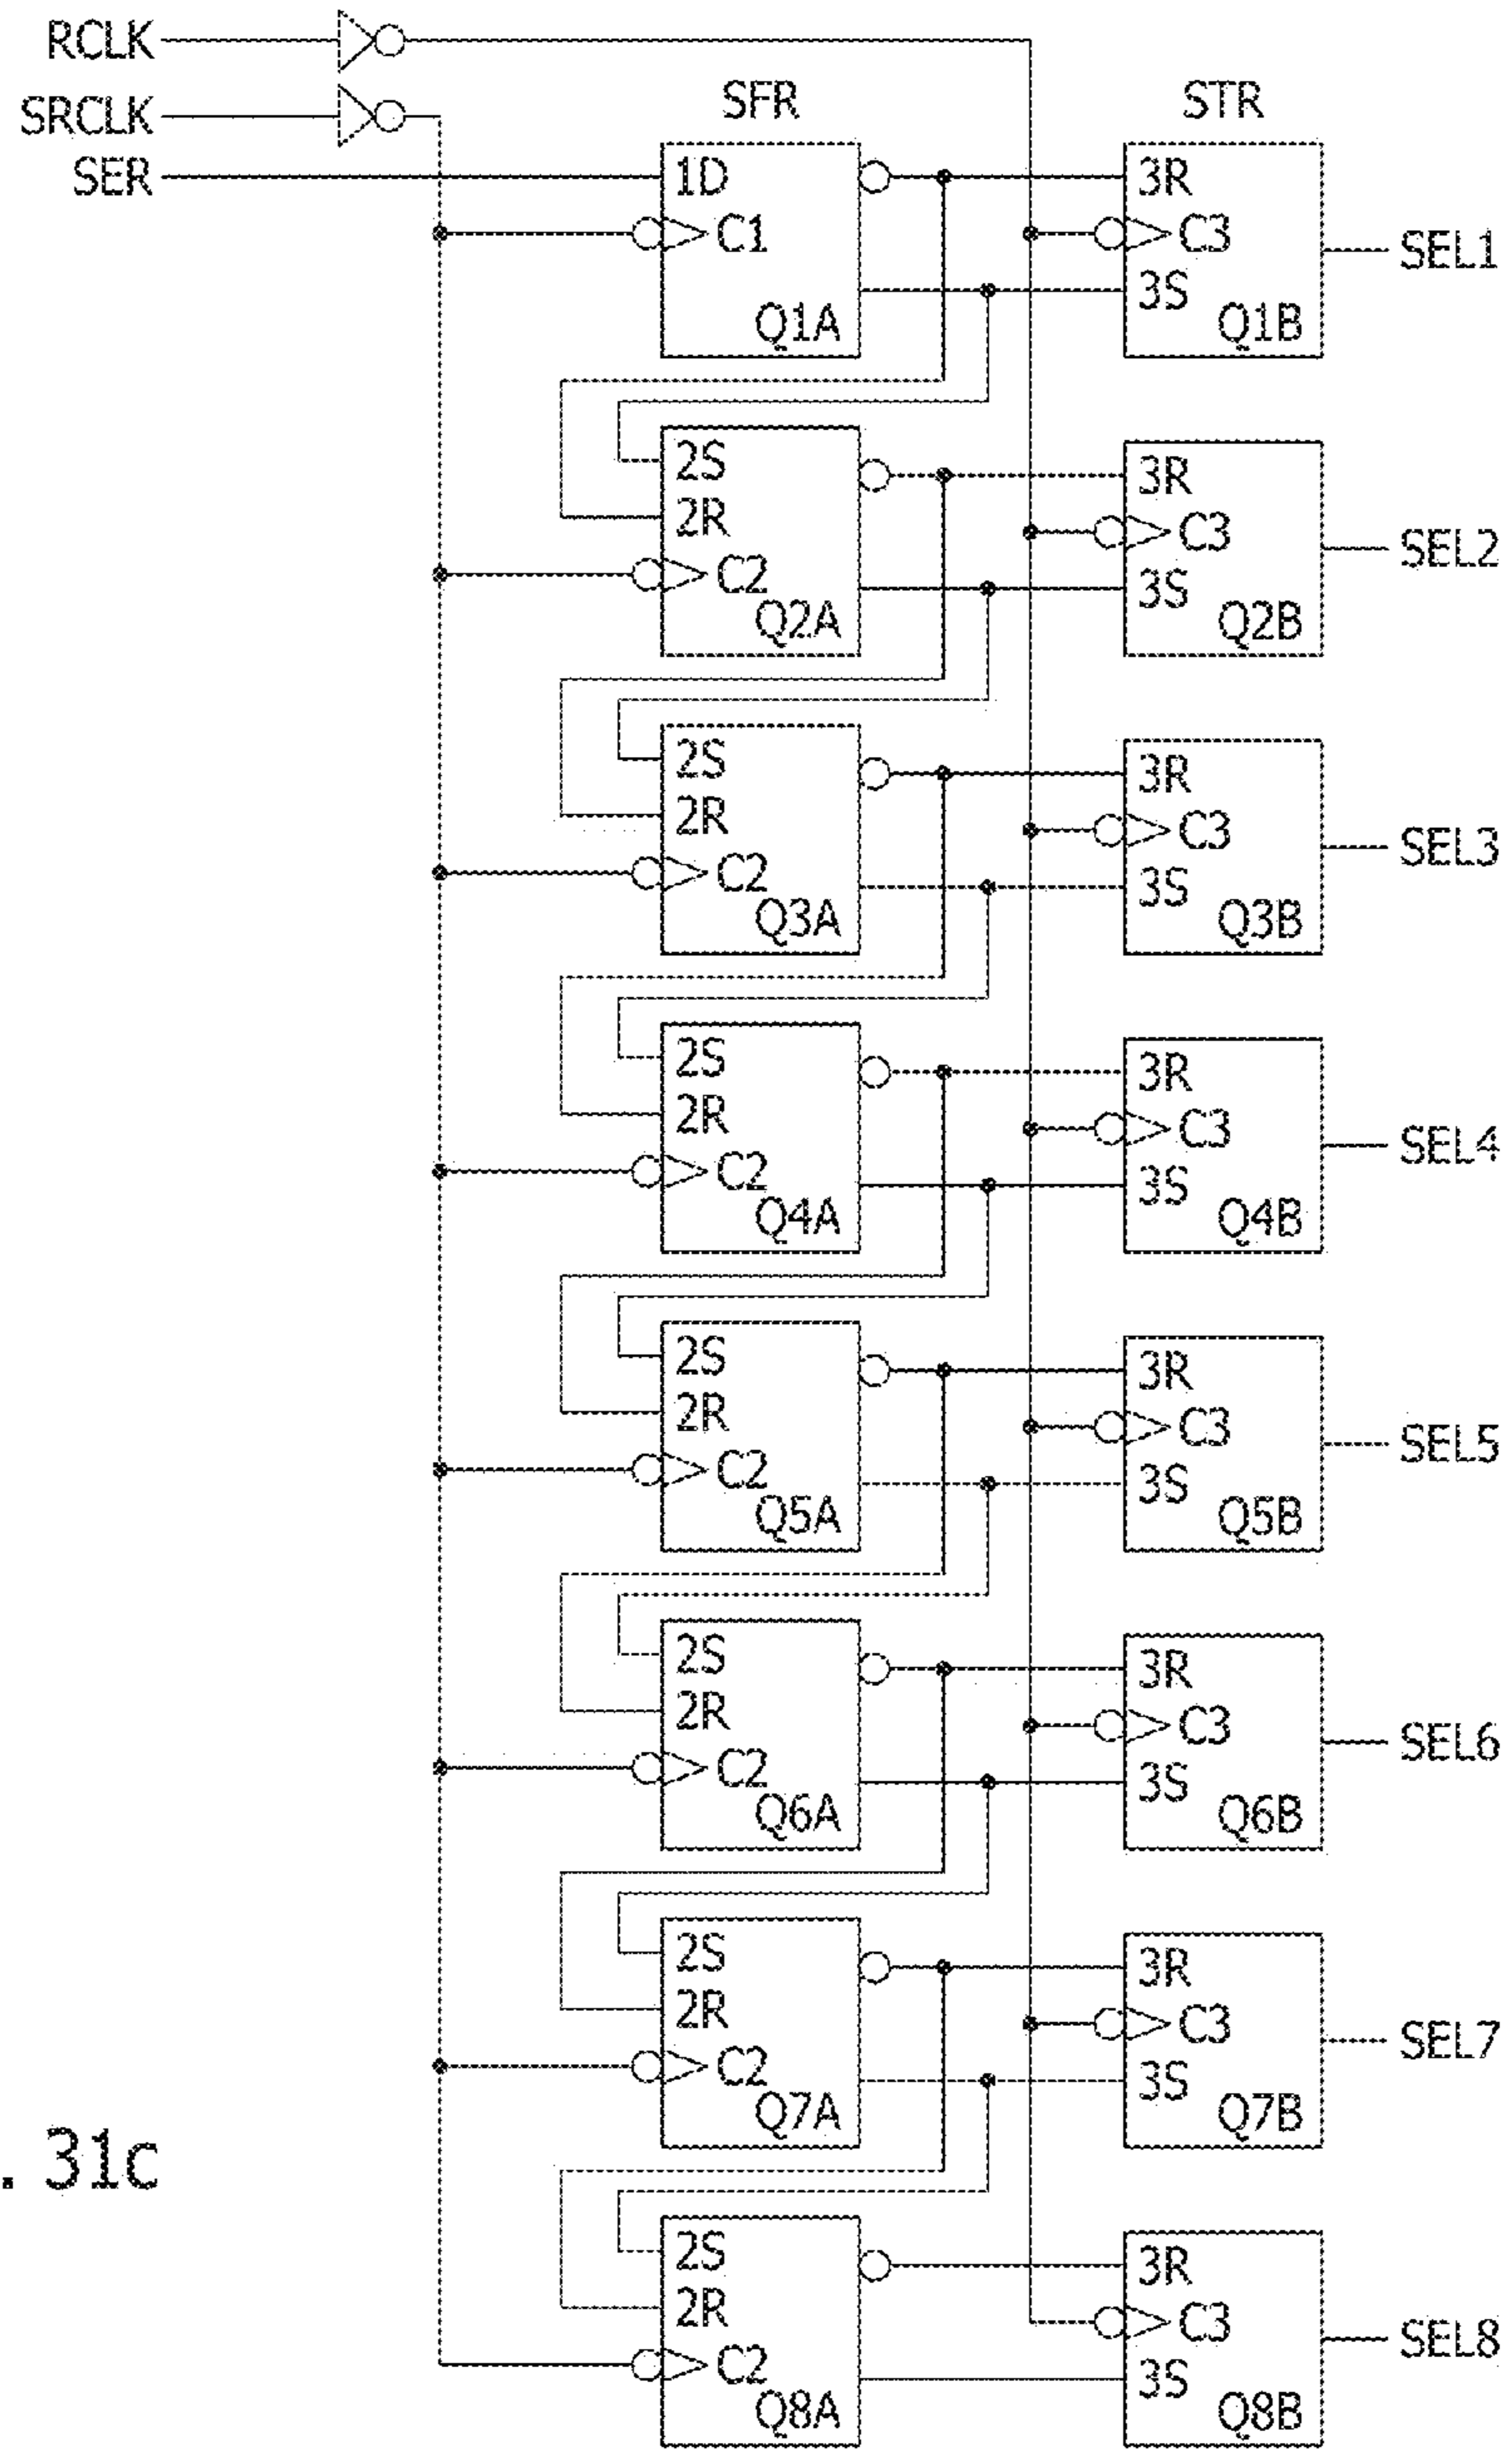 RCLK
SRCLK
SER
SFR
STR
1D
C1
Q1A
3R
C3
3S
Q1B
SEL1
2S
2R
C2
Q2A
3R
C3
3S
Q2B
SEL2
2S
2R
C2
Q3A
3R
C3
3S
Q3B
SEL3
2S
2R
C2
Q4A
3R
C3
3S
Q4B
SEL4
2S
2R
C2
Q5A
3R
C3
3S
Q5B
SEL5
2S
2R
C2
Q6A
3R
C3
3S
Q6B
SEL6
2S
2R
C2
Q7A
3R
C3
3S
Q7B
SEL7
. 31c
2S
2R
C2
Q8A
3R
C3
3S
Q8B
SEL8